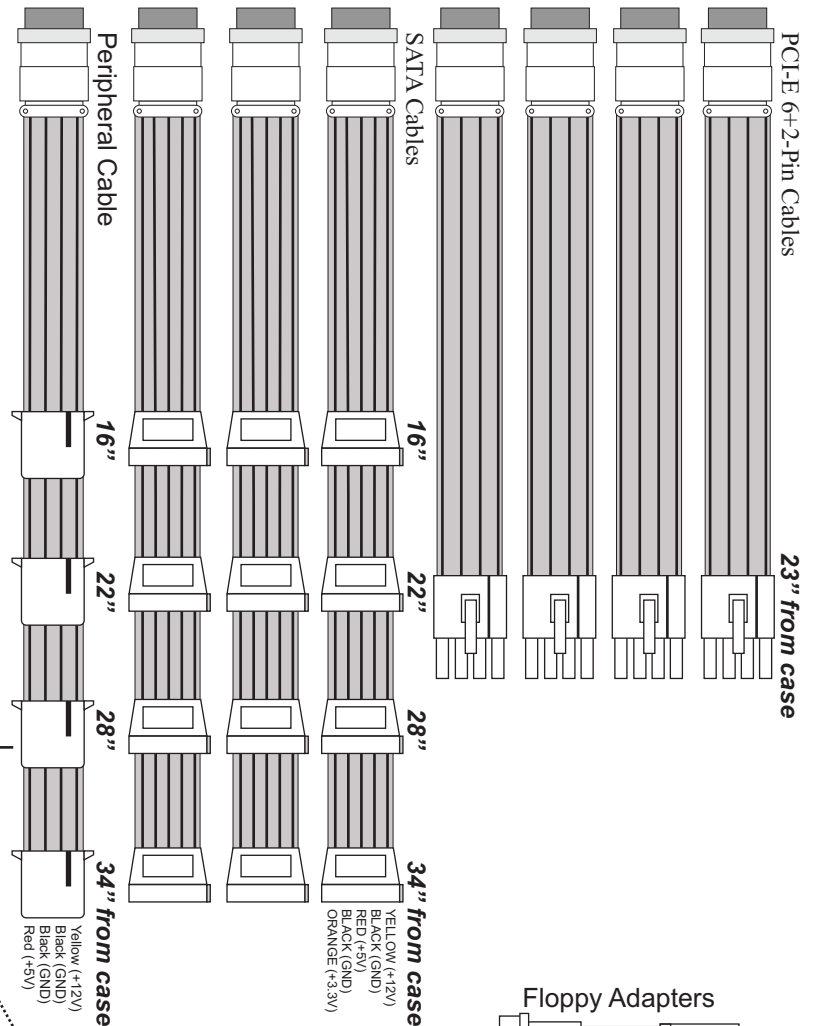 PCI-E 6+2-Pin Cables
23” from case
SATA Cables
16”
22”
28”
34” from case
YELLOW (+12V)
BLACK (GND)
RED (+5V)
BLACK (GND)
ORANGE (+3.3V)
Peripheral Cable
16”
22”
28”
34” from case
Yellow (+12V)
Black (GND)
Black (GND)
Red (+5V)
Floppy Adapters